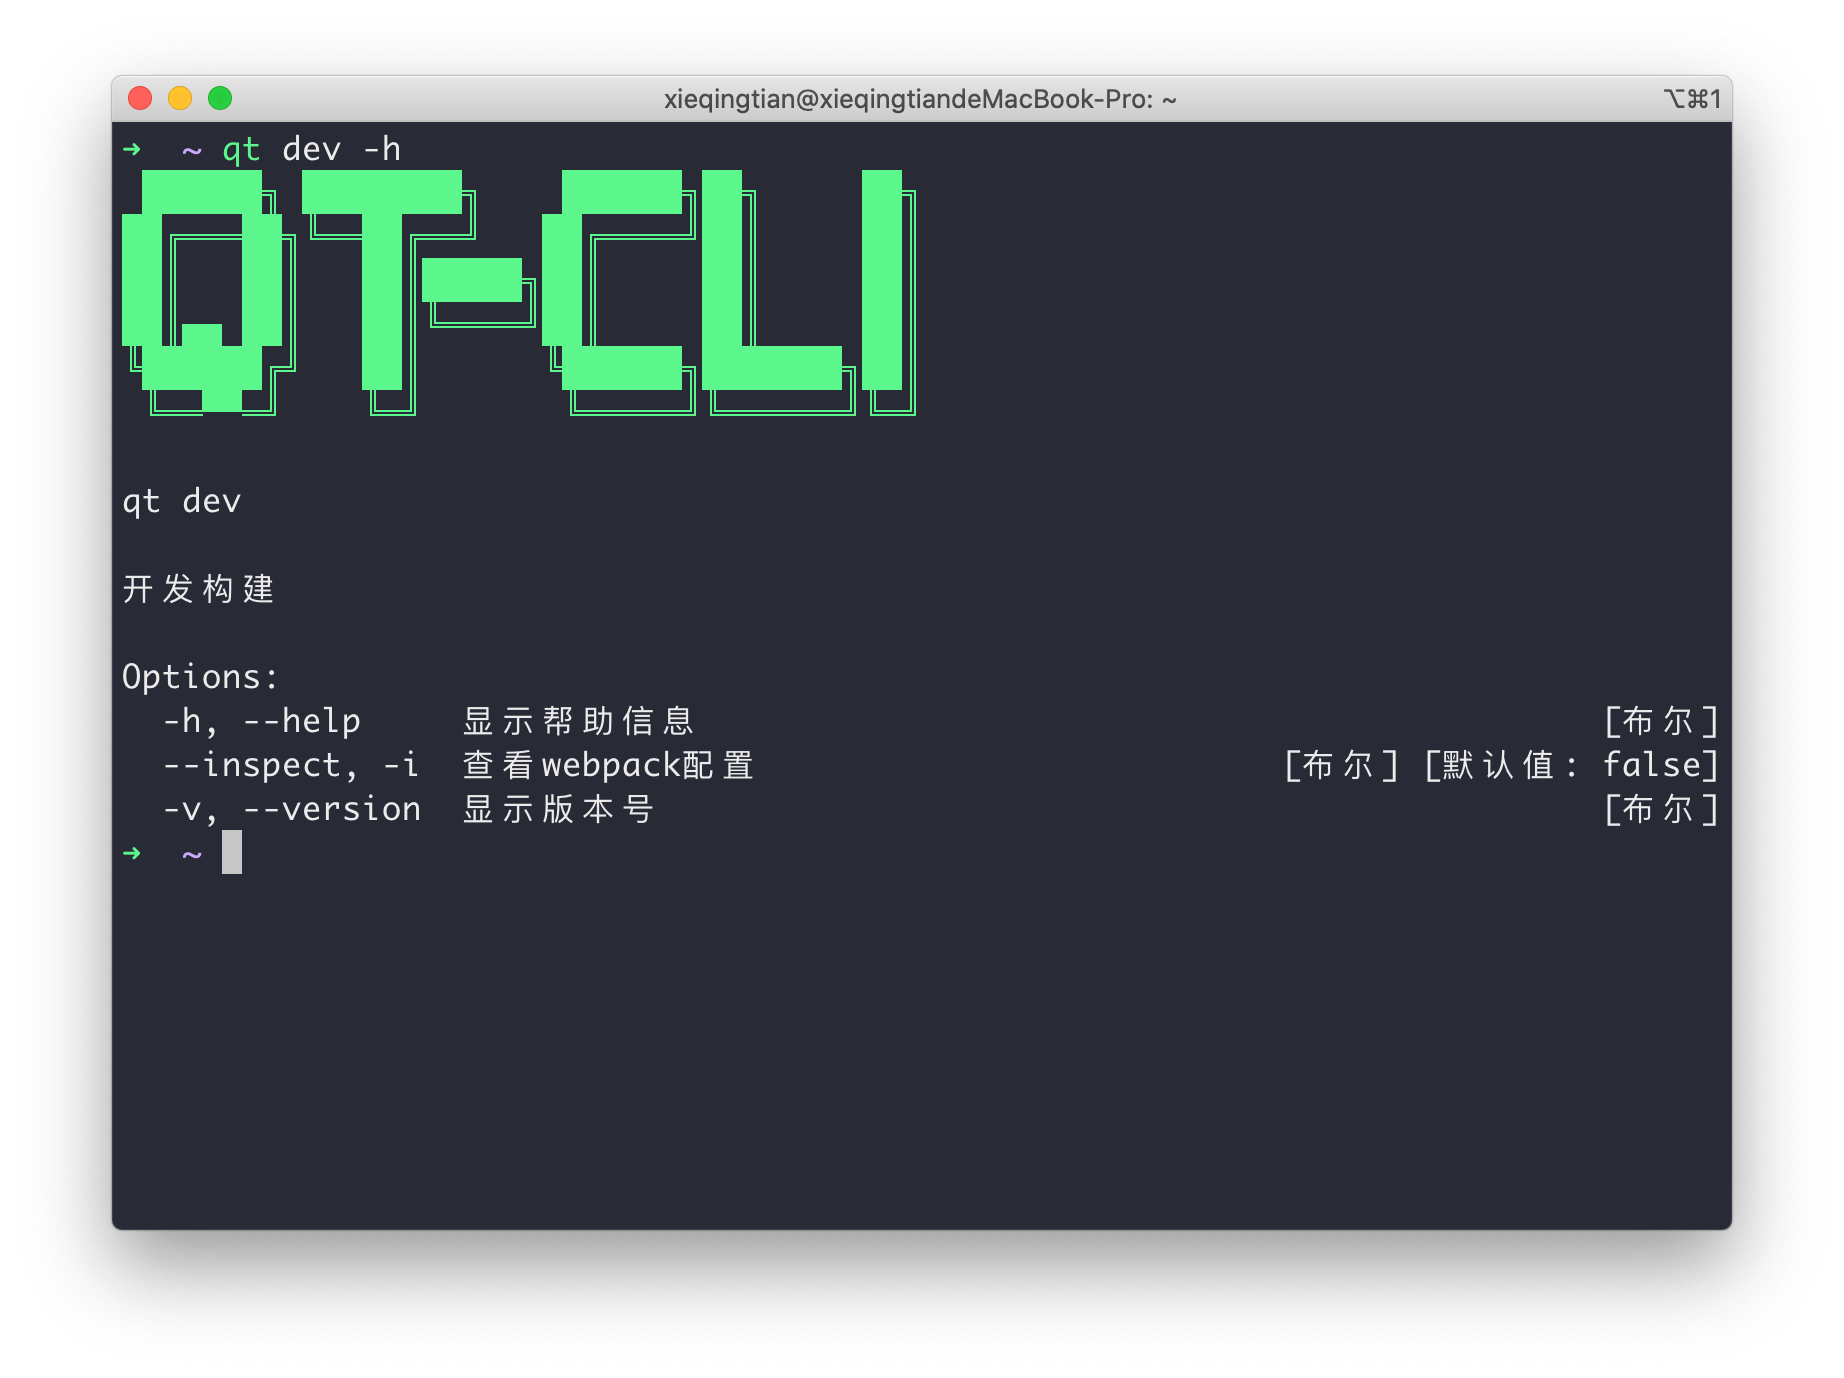 xieqingtian@xieqingtiandeMacBook-Pro: ~ ⌥⌘1
➜ ~ qt dev -h
QT-CLI
qt dev
开发构建
Options:
-h, --help 显示帮助信息 [布尔]
--inspect, -i 查看webpack配置 [布尔] [默认值: false]
-v, --version 显示版本号 [布尔]
➜ ~